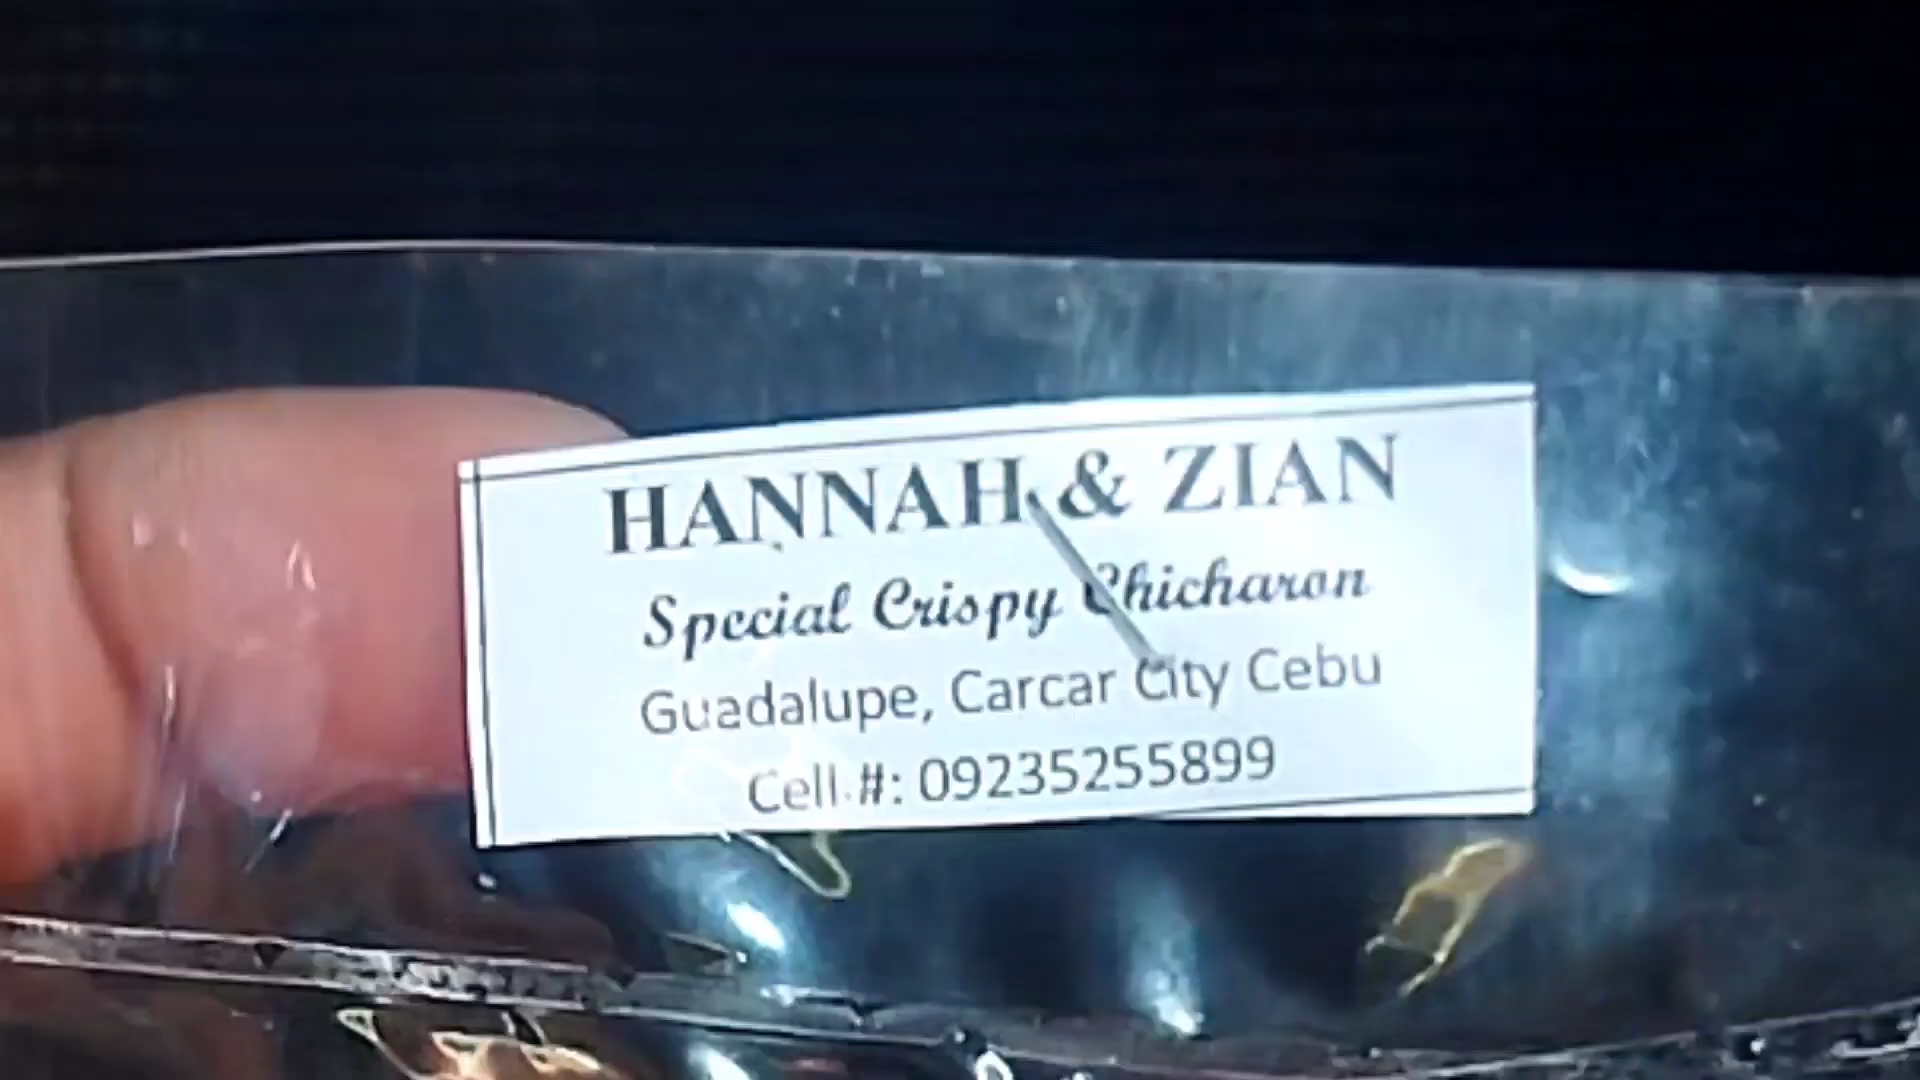 HANNAH & ZIAN
Special Crispy Chicharon
Guadalupe, Carcar City Cebu
Cell.#: 09235255899